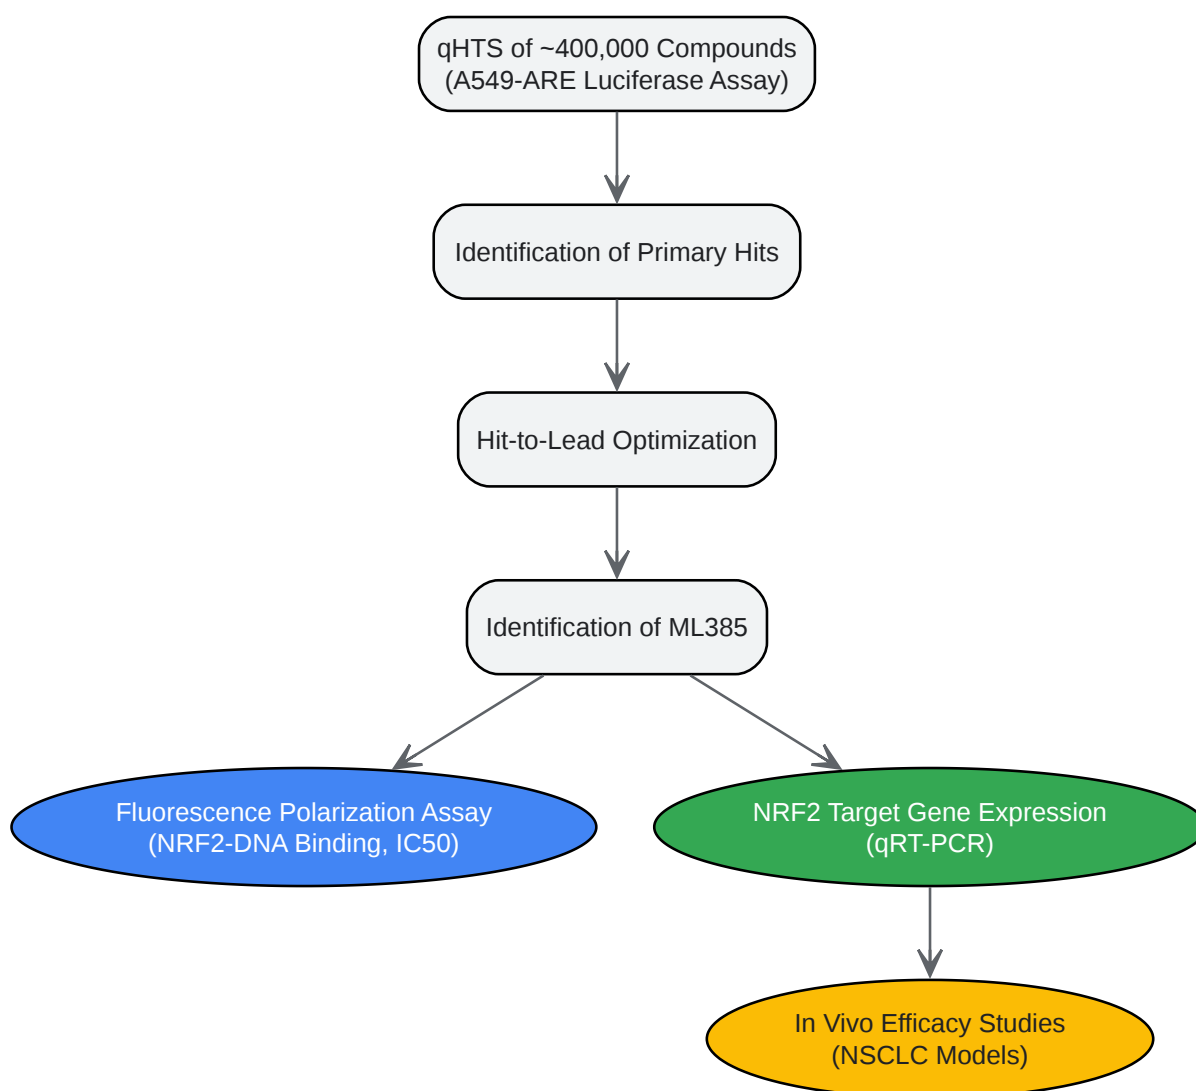 qHTS of ~400,000 Compounds
(A549-ARE Luciferase Assay)
Identification of Primary Hits
Hit-to-Lead Optimization
Identification of ML385
Fluorescence Polarization Assay
(NRF2-DNA Binding, IC50)
NRF2 Target Gene Expression
(qRT-PCR)
In Vivo Efficacy Studies
(NSCLC Models)